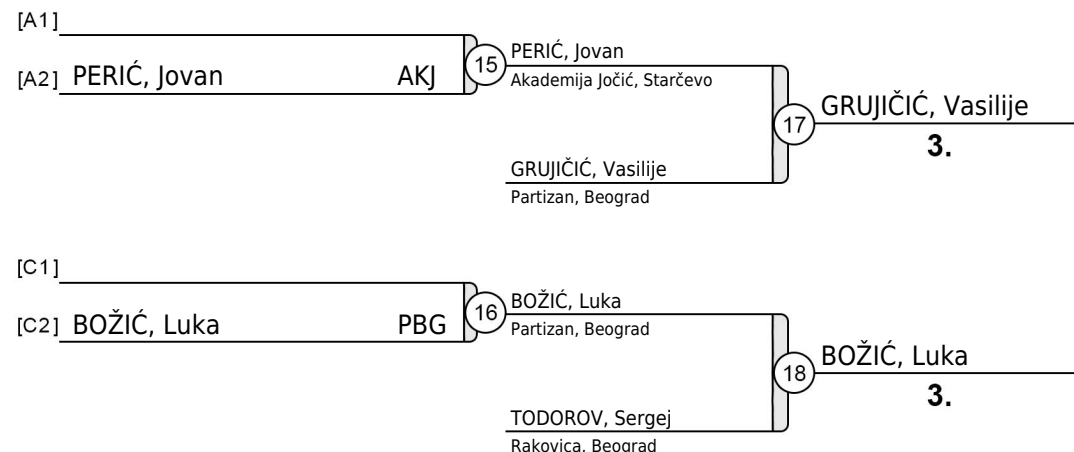 [A1]
[A2] PERIĆ, Jovan AKJ
15
PERIĆ, Jovan
Akademija Jočić, Starčevo
GRUJIČIĆ, Vasilije
Partizan, Beograd
17
GRUJIČIĆ, Vasilije
3.
[C1]
[C2] BOŽIĆ, Luka PBG
16
BOŽIĆ, Luka
Partizan, Beograd
TODOROV, Sergej
Rakovica, Beograd
18
BOŽIĆ, Luka
3.